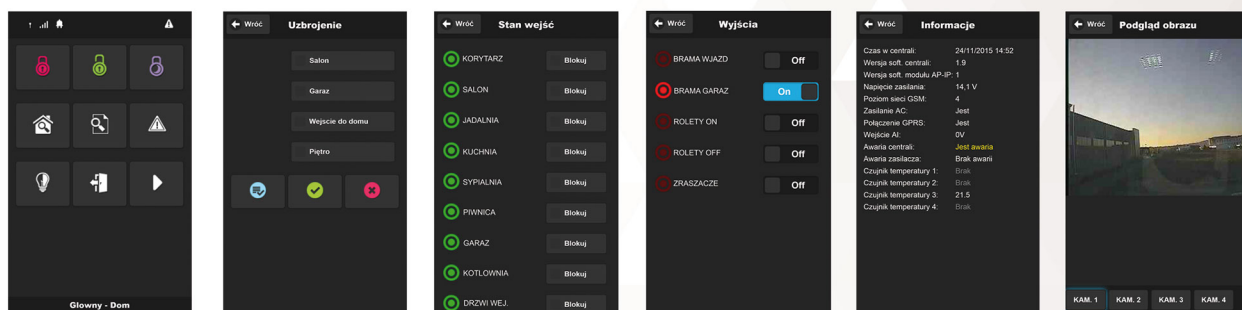 Glowny - Dom
Wróć Uzbrojenie
Salon
Garaz
Wejscie do domu
Piętro
Wróć Stan wejść
KORYTARZ Blokuj
SALON Blokuj
JADALNIA Blokuj
KUCHNIA Blokuj
SYPIALNIA Blokuj
PIWNICA Blokuj
GARAZ Blokuj
KOTLOWNIA Blokuj
DRZWI WEJ. Blokuj
Wróć Wyjścia
BRAMA WJAZD Off
BRAMA GARAZ On
ROLETY ON Off
ROLETY OFF Off
ZRASZACZE Off
Wróć Informacje
Czas w centrali: 24/11/2015 14:52
Wersja soft. centrali: 1.9
Wersja soft. modułu AP-IP: 1
Napięcie zasilania: 14,1 V
Poziom sieci GSM: 4
Zasilanie AC: Jest
Połączenie GPRS: Jest
Wejście AI: 0V
Awaria centrali: Jest awaria
Awaria zasilacza: Brak awarii
Czujnik temperatury 1: Brak
Czujnik temperatury 2: Brak
Czujnik temperatury 3: 21.5
Czujnik temperatury 4: Brak
Wróć Podgląd obrazu
KAM. 1 KAM. 2 KAM. 3 KAM. 4